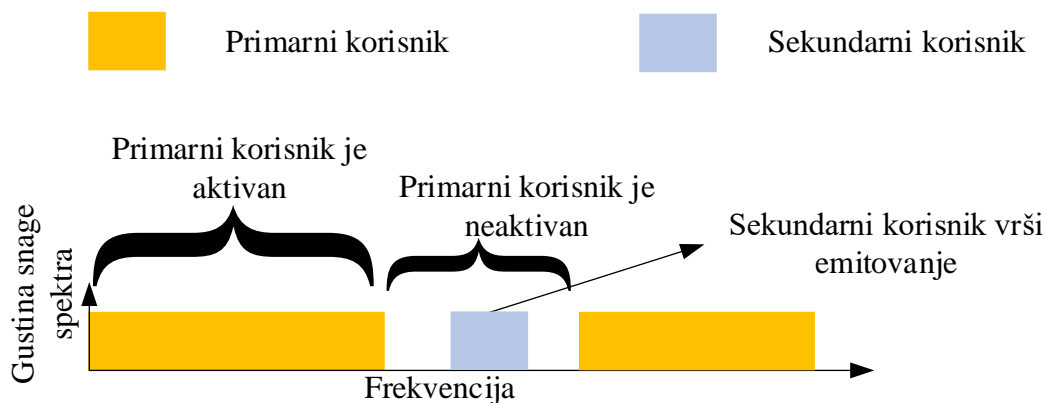 Primarni korisnik
Sekundarni korisnik
Primarni korisnik je
aktivan
Primarni korisnik je
neaktivan
Sekundarni korisnik vrši
emitovanje
Gustina snage
spektra
Frekvencija